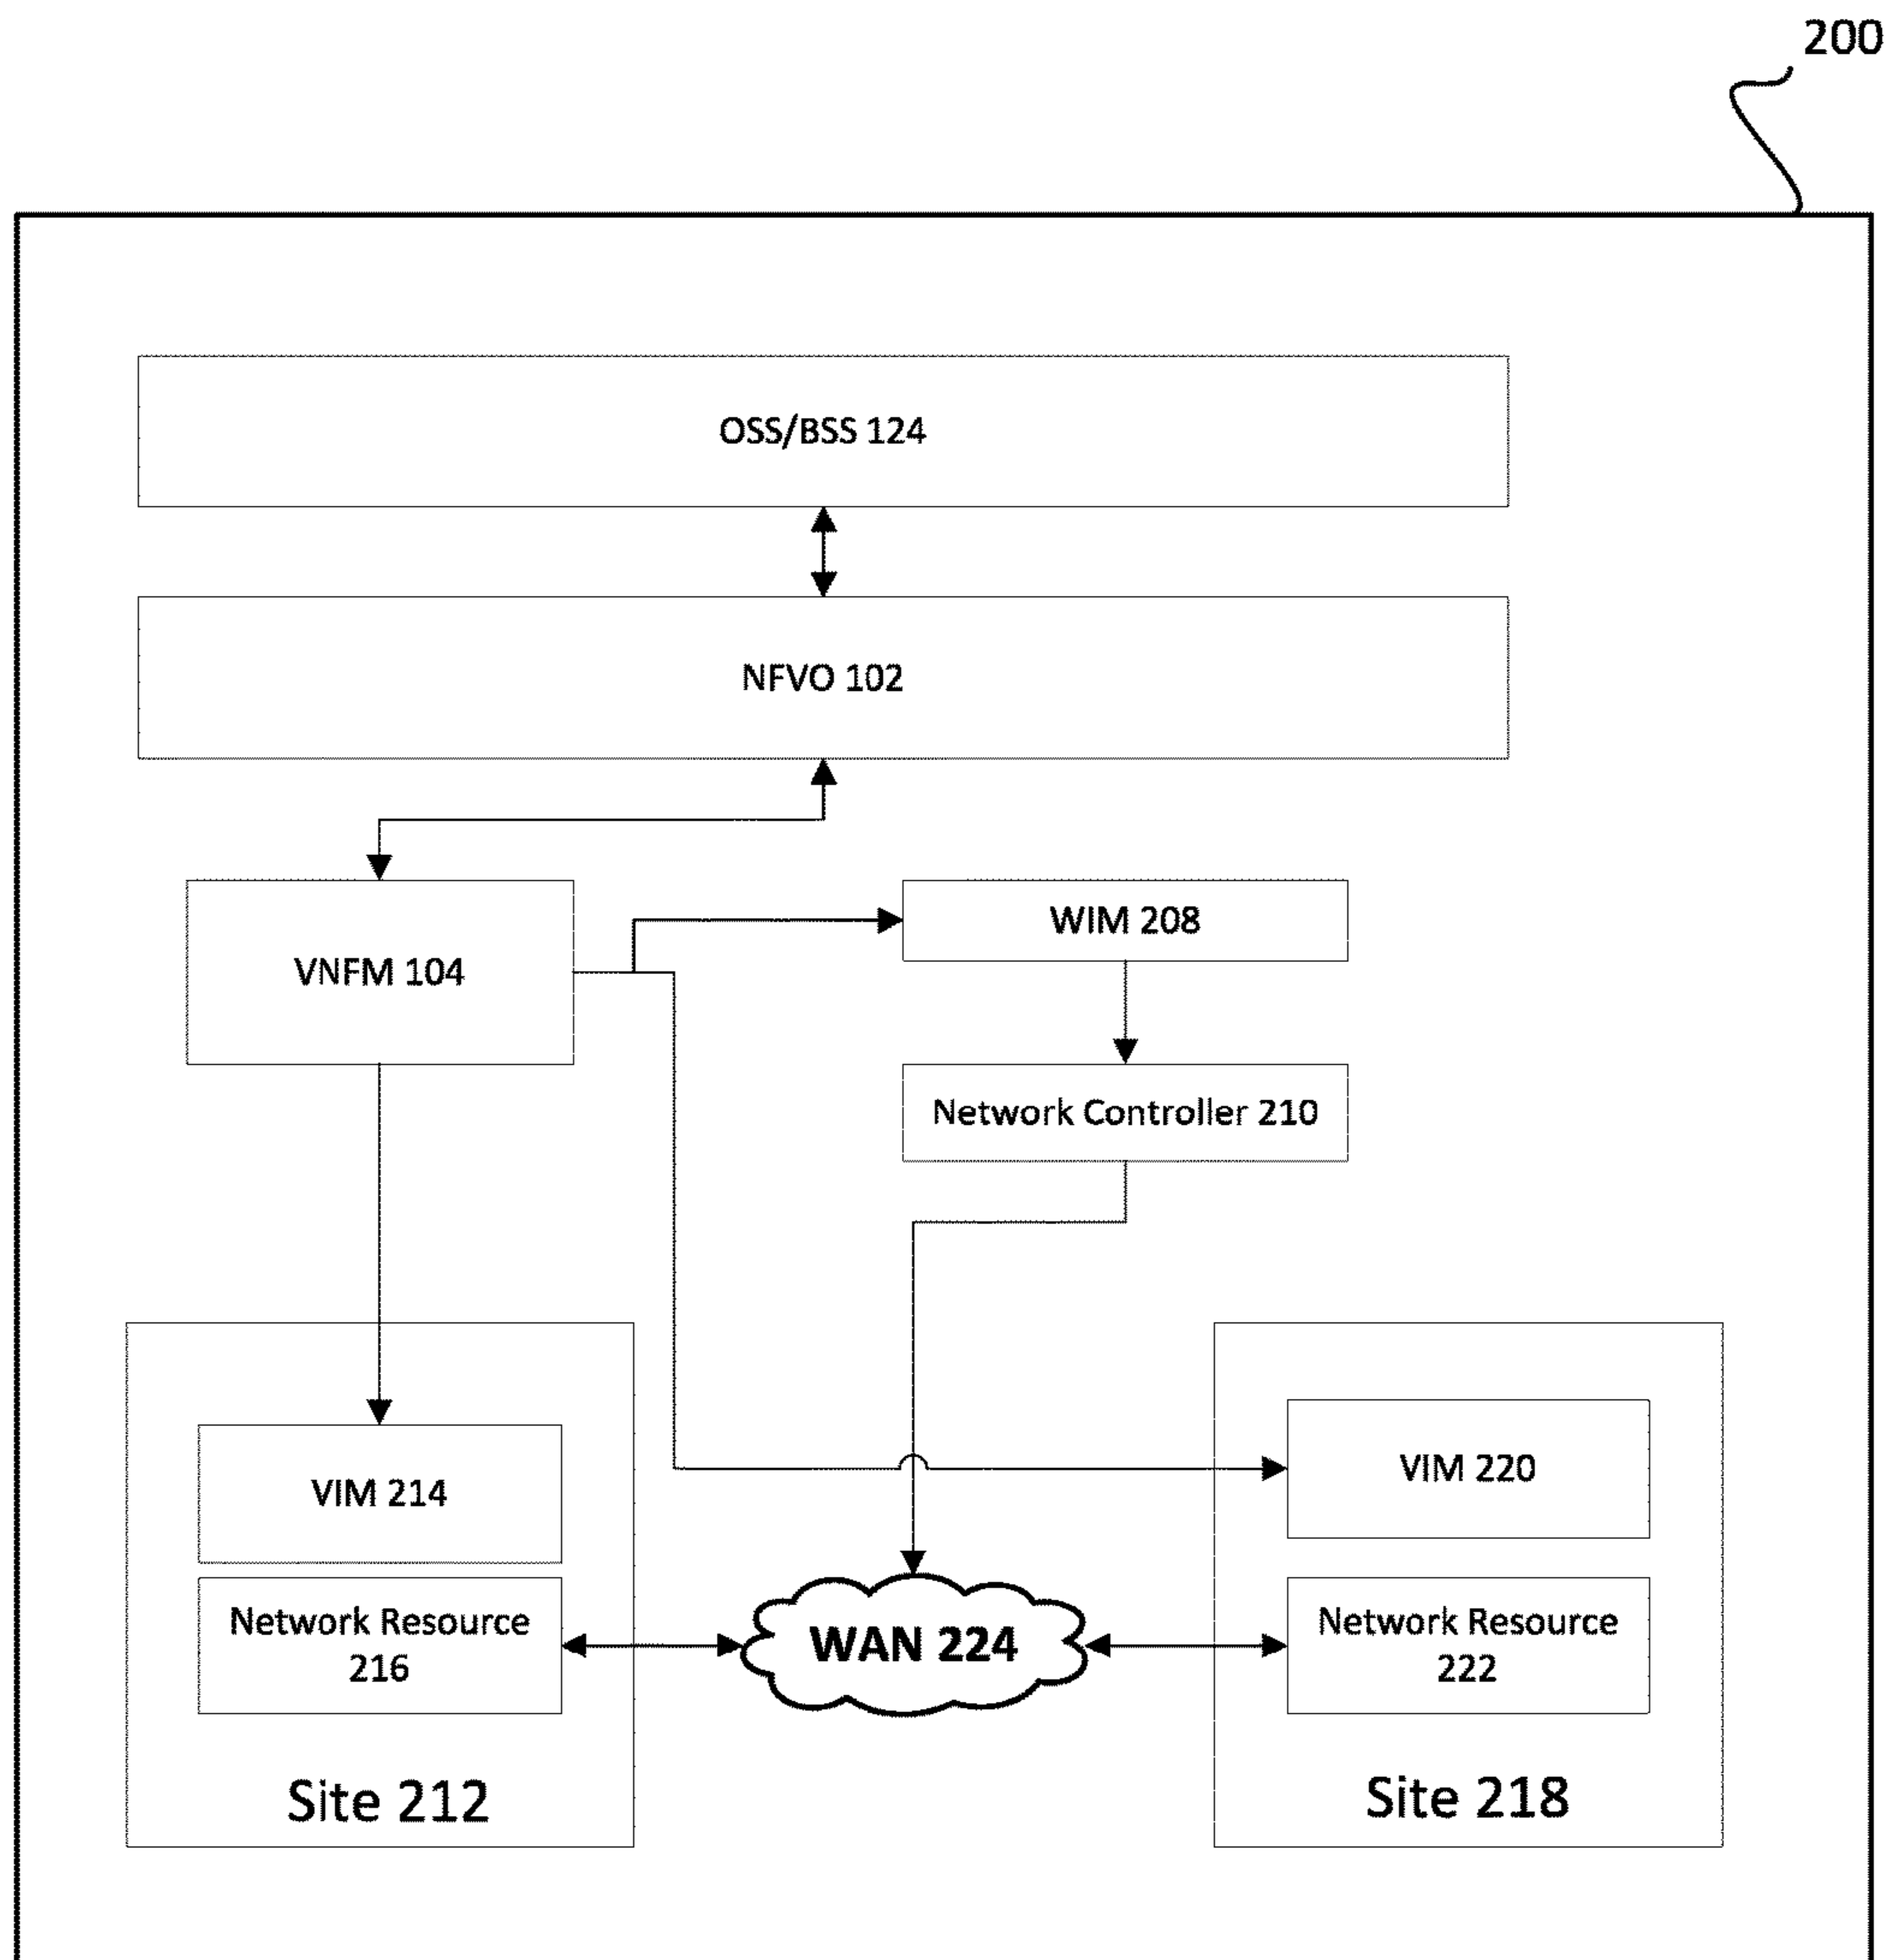 200
OSS/BSS 124
NFVO 102
VNFM 104
WIM 208
Network Controller 210
VIM 214
VIM 220
Network Resource
216
WAN 224
Network Resource
222
Site 212
Site 218